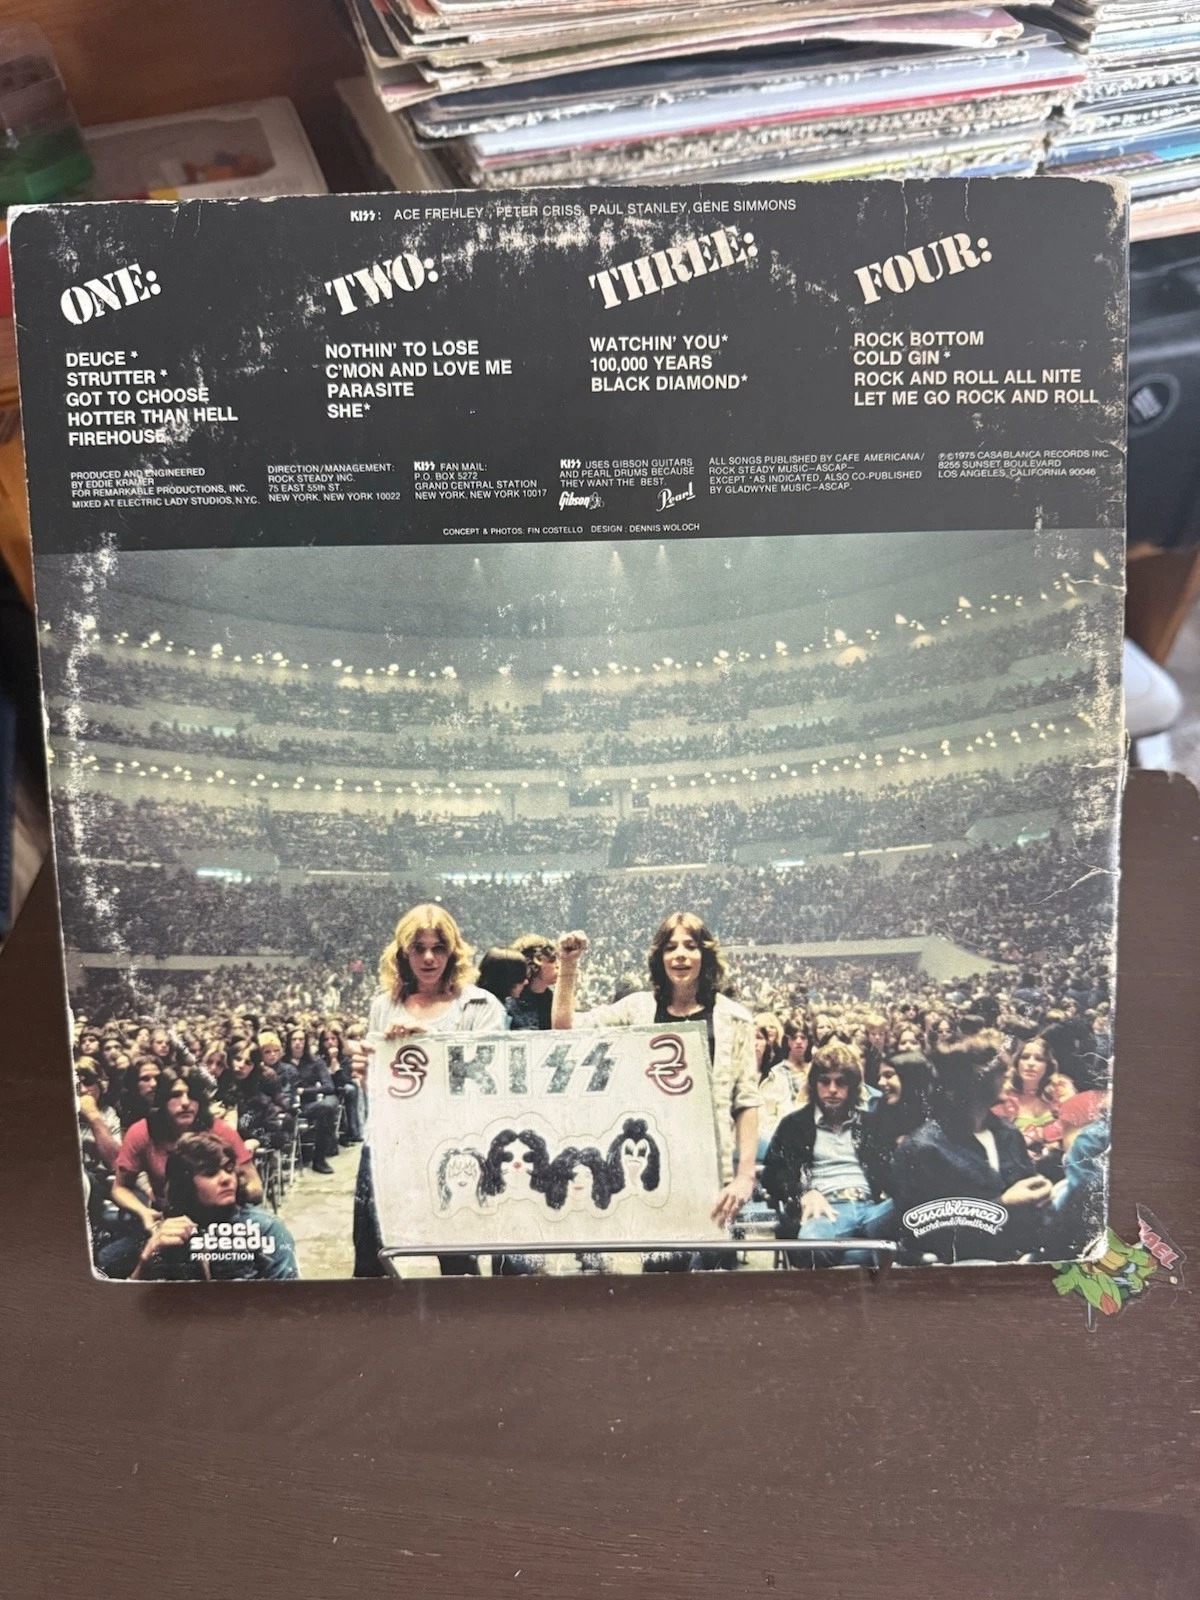 KISS: ACE FREHLEY, PETER CRISS, PAUL STANLEY, GENE SIMMONS
ONE:
DEUCE *
STRUTTER *
GOT TO CHOOSE
HOTTER THAN HELL
FIREHOUSE
TWO:
NOTHIN' TO LOSE
C'MON AND LOVE ME
PARASITE
SHE*
THREE:
WATCHIN' YOU*
100,000 YEARS
BLACK DIAMOND*
FOUR:
ROCK BOTTOM
COLD GIN *
ROCK AND ROLL ALL NITE
LET ME GO ROCK AND ROLL
PRODUCED AND ENGINEERED
BY EDDIE KRAMER
FOR REMARKABLE PRODUCTIONS, INC.
MIXED AT ELECTRIC LADY STUDIOS, N.Y.C.
DIRECTION/MANAGEMENT:
ROCK STEADY INC.
75 EAST 55th ST.
NEW YORK, NEW YORK 10022
KISS FAN MAIL:
P.O. BOX 5272
GRAND CENTRAL STATION
NEW YORK, NEW YORK 10017
KISS USES GIBSON GUITARS
AND PEARL DRUMS BECAUSE
THEY WANT THE BEST.
Gibson Pearl
ALL SONGS PUBLISHED BY CAFE AMERICANA/
ROCK STEADY MUSIC—ASCAP—
EXCEPT *AS INDICATED, ALSO CO-PUBLISHED
BY GLADWYNE MUSIC—ASCAP.
℗©1975 CASABLANCA RECORDS INC.
8255 SUNSET BOULEVARD
LOS ANGELES, CALIFORNIA 90046
CONCEPT & PHOTOS: FIN COSTELLO DESIGN : DENNIS WOLOCH
KISS
A rock
steady INC.
PRODUCTION
Casablanca
Record and FilmWorks